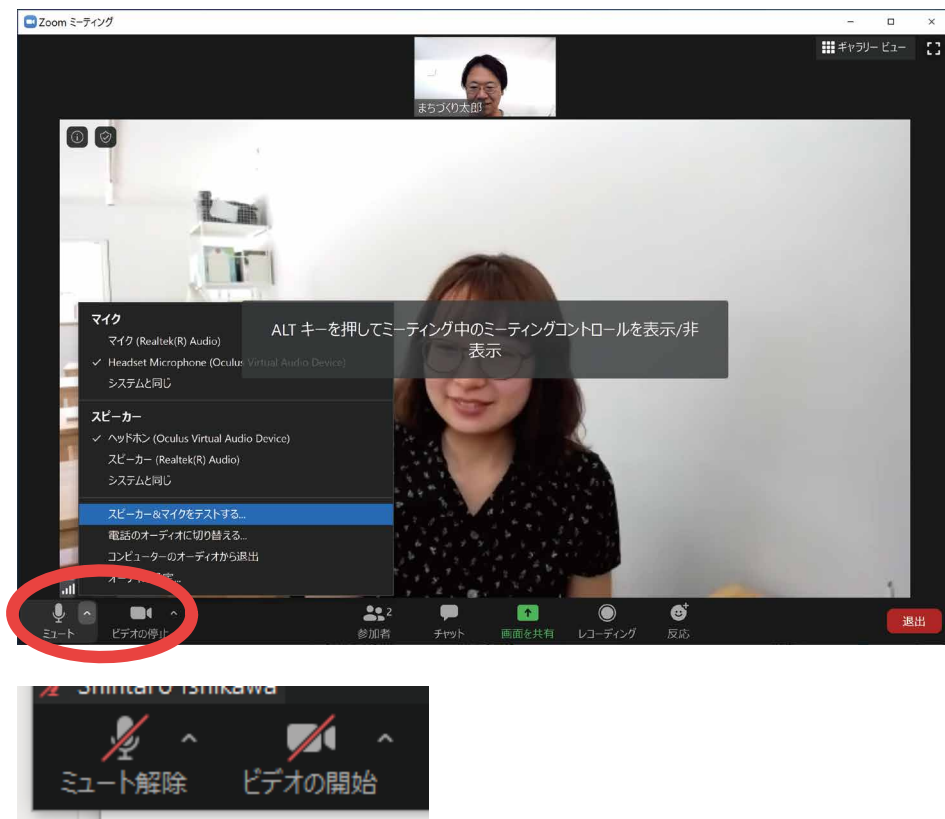 Zoom ミーティング
ギャラリー ビュー
まちづくり太郎
ALT キーを押してミーティング中のミーティングコントロールを表示/非
表示
マイク
マイク (Realtek(R) Audio)
Headset Microphone (Oculus Virtual Audio Device)
システムと同じ
スピーカー
ヘッドホン (Oculus Virtual Audio Device)
スピーカー (Realtek(R) Audio)
システムと同じ
スピーカー&マイクをテストする...
電話のオーディオに切り替える...
コンピューターのオーディオから退出
ミュート
ビデオの停止
2
参加者
チャット
画面を共有
レコーディング
反応
退出
Shintaro Ishikawa
ミュート解除
ビデオの開始